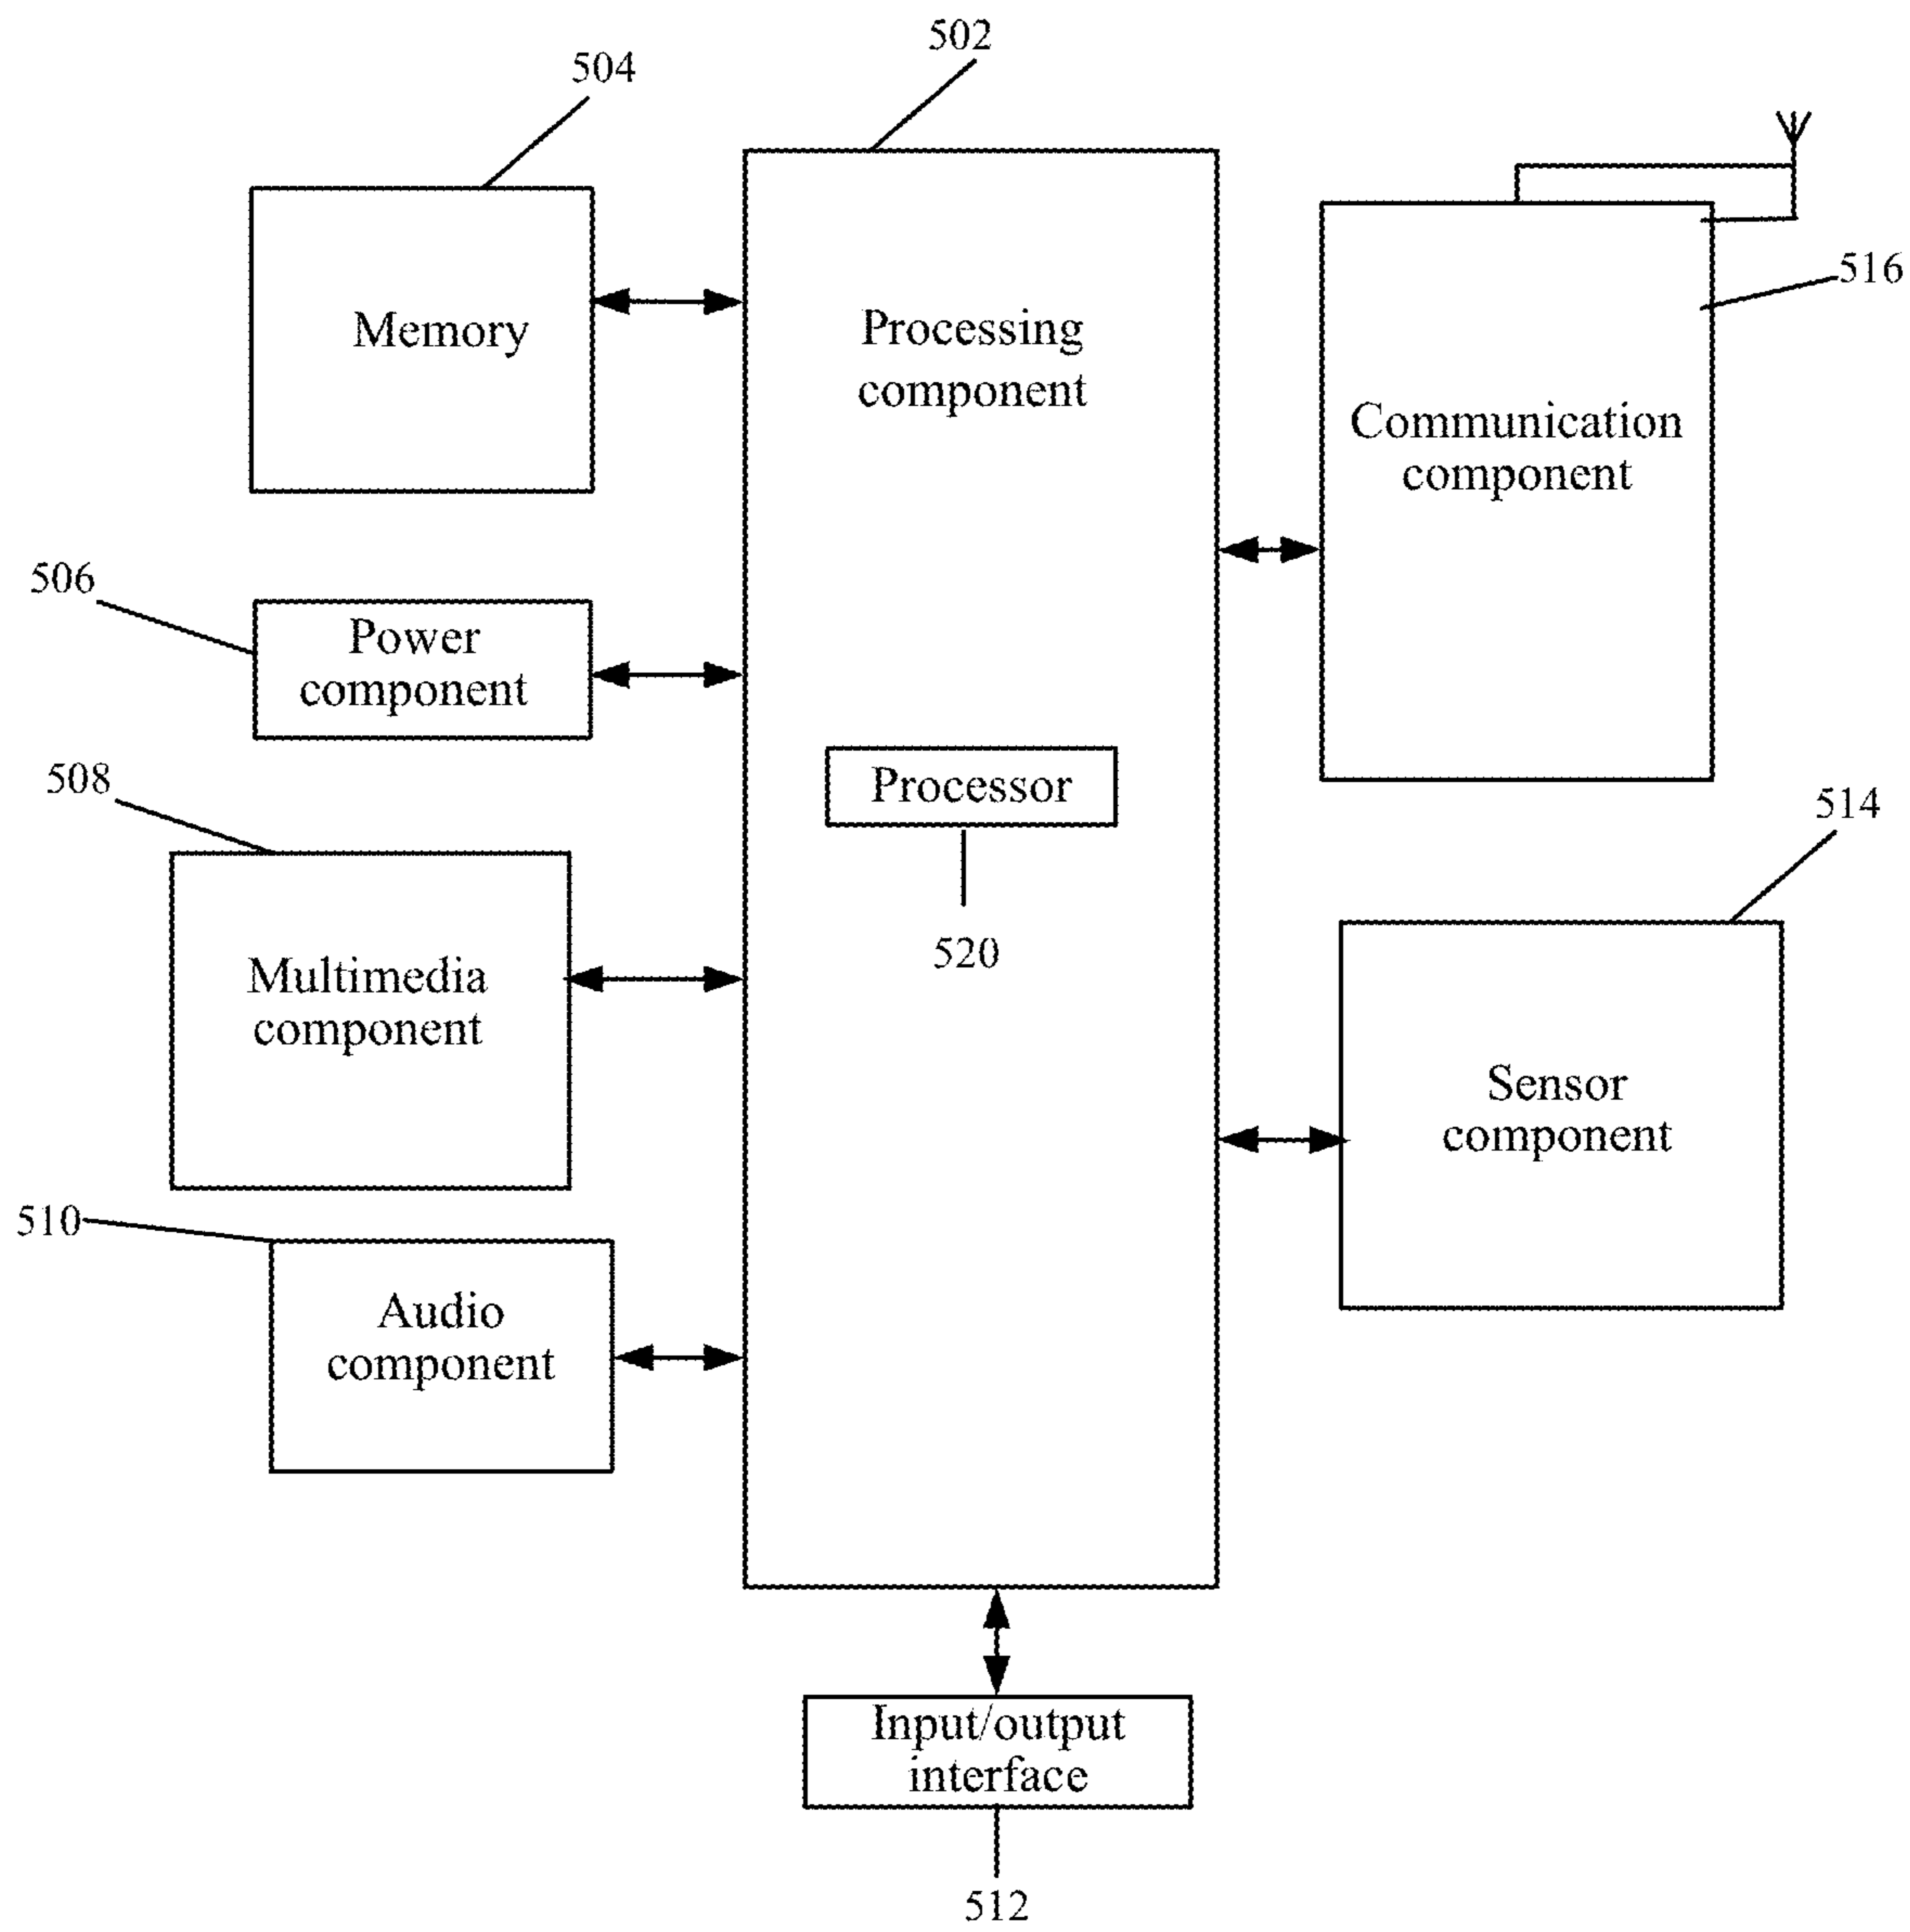 502
504
516
Memory
Processing
component
Communication
component
506
Power
component
508
Processor
514
520
Multimedia
component
Sensor
component
510
Audio
component
Input/output
interface
512